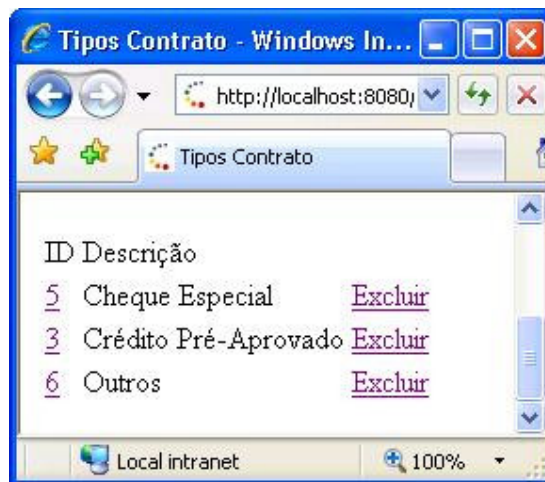 Tipos Contrato - Windows In...
http://localhost:8080/
Tipos Contrato
ID Descrição
5 Cheque Especial Excluir
3 Crédito Pré-Aprovado Excluir
6 Outros Excluir
Local intranet 100%